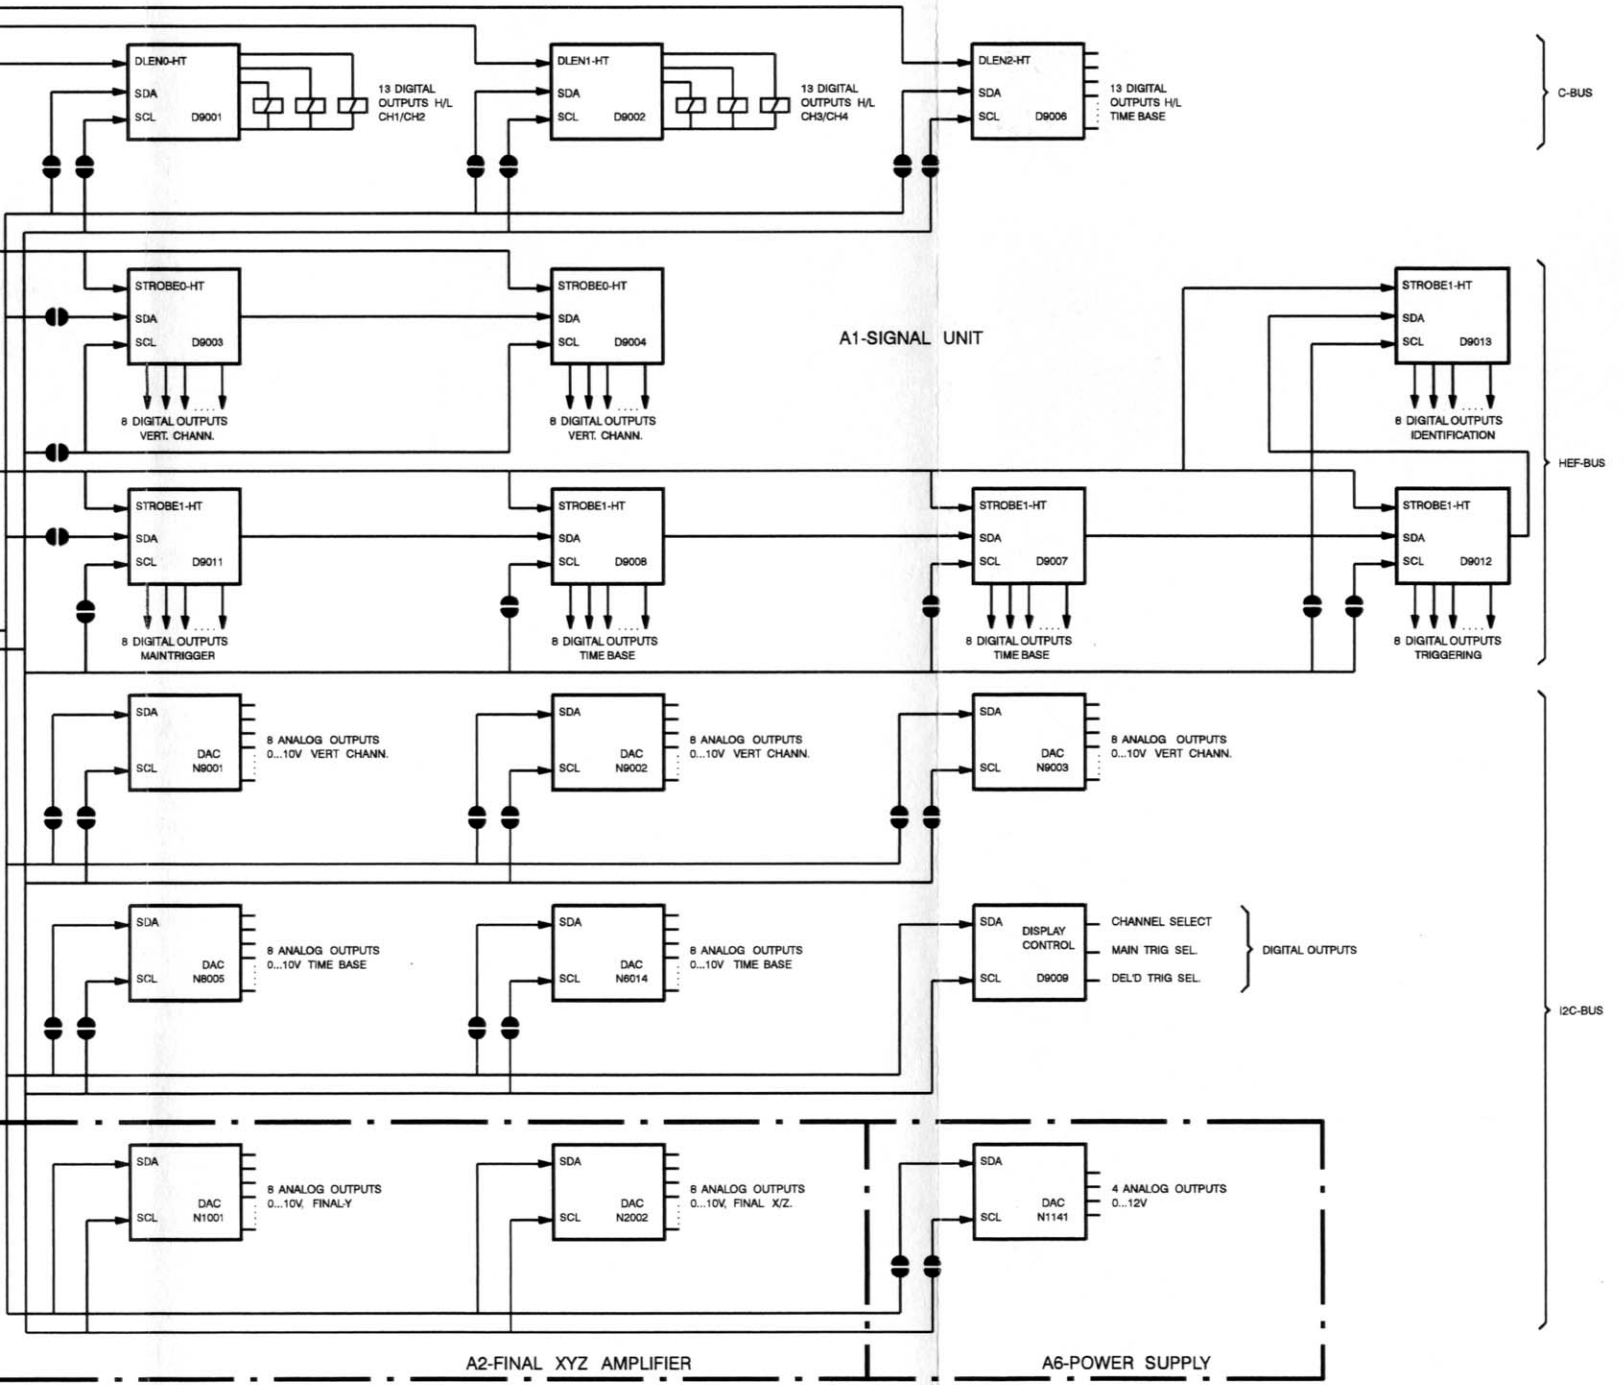 DLEN0-HT
SDA
SCL D9001
13 DIGITAL
OUTPUTS H/L
CH1/CH2
DLEN1-HT
SDA
SCL D9002
13 DIGITAL
OUTPUTS H/L
CH3/CH4
DLEN2-HT
SDA
SCL D9006
13 DIGITAL
OUTPUTS H/L
TIME BASE
C-BUS
STROBE0-HT
SDA
SCL D9003
8 DIGITAL OUTPUTS
VERT. CHANN.
STROBE0-HT
SDA
SCL D9004
8 DIGITAL OUTPUTS
VERT. CHANN.
A1-SIGNAL UNIT
STROBE1-HT
SDA
SCL D9013
8 DIGITAL OUTPUTS
IDENTIFICATION
HEF-BUS
STROBE1-HT
SDA
SCL D9011
8 DIGITAL OUTPUTS
MAINTRIGGER
STROBE1-HT
SDA
SCL D9008
8 DIGITAL OUTPUTS
TIME BASE
STROBE1-HT
SDA
SCL D9007
8 DIGITAL OUTPUTS
TIME BASE
STROBE1-HT
SDA
SCL D9012
8 DIGITAL OUTPUTS
TRIGGERING
SDA
DAC
SCL N9001
8 ANALOG OUTPUTS
0...10V VERT CHANN.
SDA
DAC
SCL N9002
8 ANALOG OUTPUTS
0...10V VERT CHANN.
SDA
DAC
SCL N9003
8 ANALOG OUTPUTS
0...10V VERT CHANN.
SDA
DAC
SCL N8005
8 ANALOG OUTPUTS
0...10V TIME BASE
SDA
DAC
SCL N6014
8 ANALOG OUTPUTS
0...10V TIME BASE
SDA
DISPLAY
CONTROL
SCL D9009
CHANNEL SELECT
MAIN TRIG SEL.
DEL'D TRIG SEL.
DIGITAL OUTPUTS
I2C-BUS
SDA
DAC
SCL N1001
8 ANALOG OUTPUTS
0...10V, FINAL-Y
SDA
DAC
SCL N2002
8 ANALOG OUTPUTS
0...10V, FINAL X/Z.
SDA
DAC
SCL N1141
4 ANALOG OUTPUTS
0...12V
A2-FINAL XYZ AMPLIFIER
A6-POWER SUPPLY